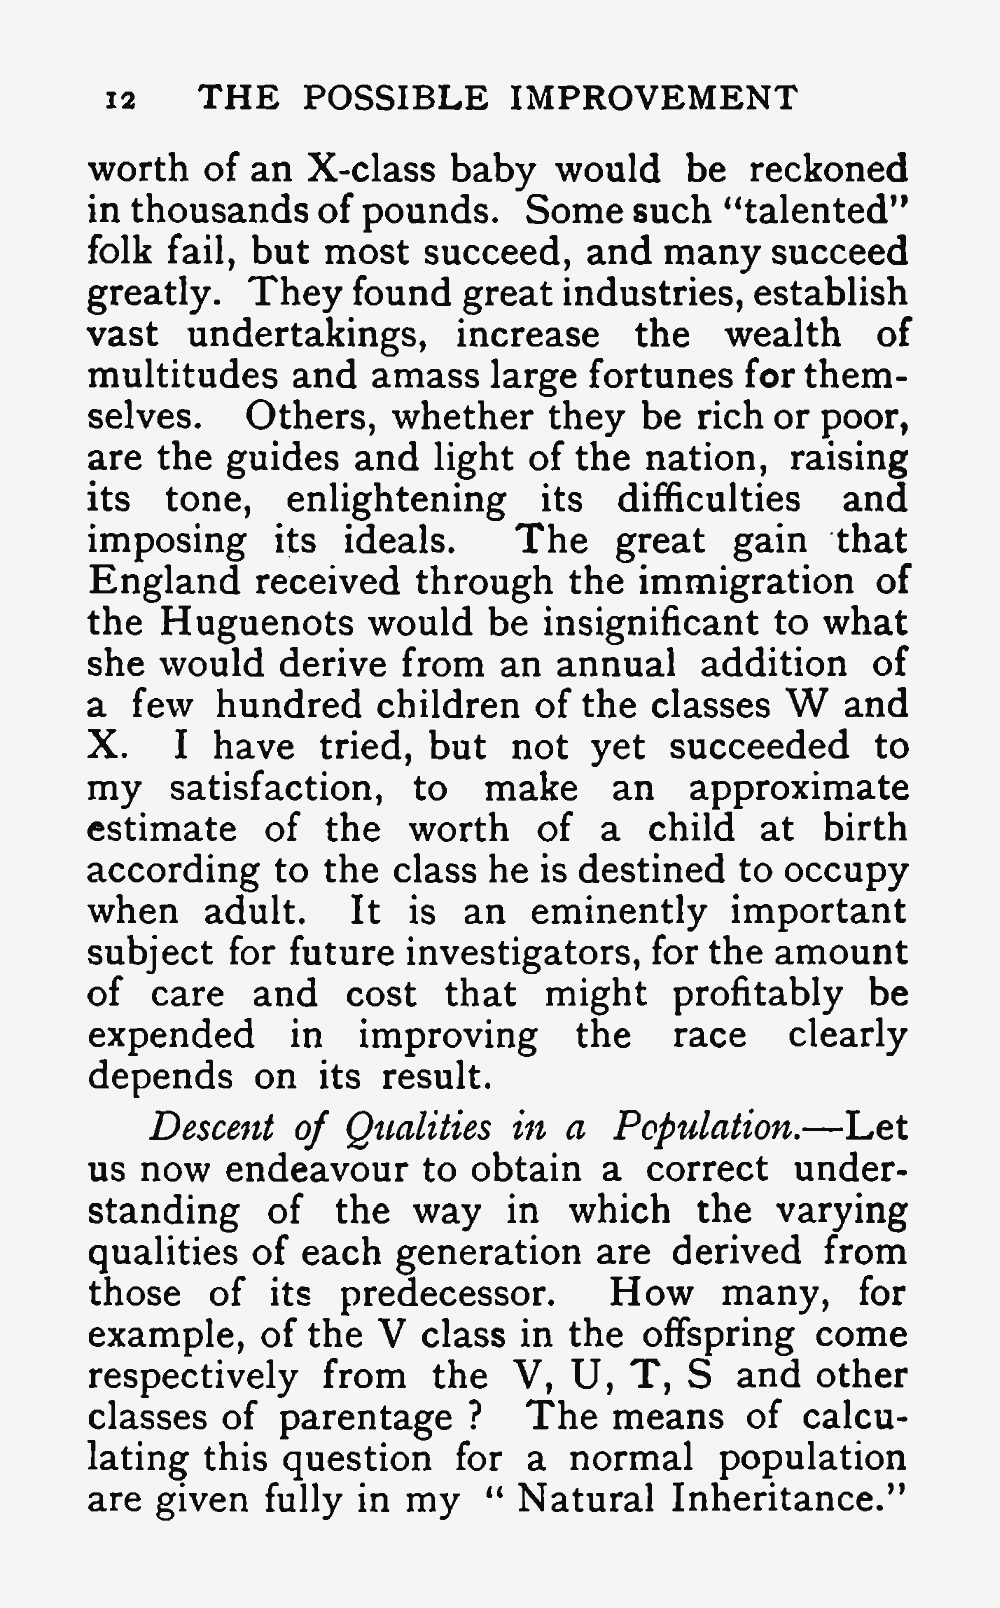 12 THE POSSIBLE IMPROVEMENT
worth of an X-class baby would be reckoned
in thousands of pounds. Some such "talented"
folk fail, but most succeed, and many succeed
greatly. They found great industries, establish
vast undertakings, increase the wealth of
multitudes and amass large fortunes for them-
selves. Others, whether they be rich or poor,
are the guides and light of the nation, raising
its tone, enlightening its difficulties and
imposing its ideals. The great gain that
England received through the immigration of
the Huguenots would be insignificant to what
she would derive from an annual addition of
a few hundred children of the classes W and
X. I have tried, but not yet succeeded to
my satisfaction, to make an approximate
estimate of the worth of a child at birth
according to the class he is destined to occupy
when adult. It is an eminently important
subject for future investigators, for the amount
of care and cost that might profitably be
expended in improving the race clearly
depends on its result.
Descent of Qualities in a Population.—Let
us now endeavour to obtain a correct under-
standing of the way in which the varying
qualities of each generation are derived from
those of its predecessor. How many, for
example, of the V class in the offspring come
respectively from the V, U, T, S and other
classes of parentage ? The means of calcu-
lating this question for a normal population
are given fully in my " Natural Inheritance."